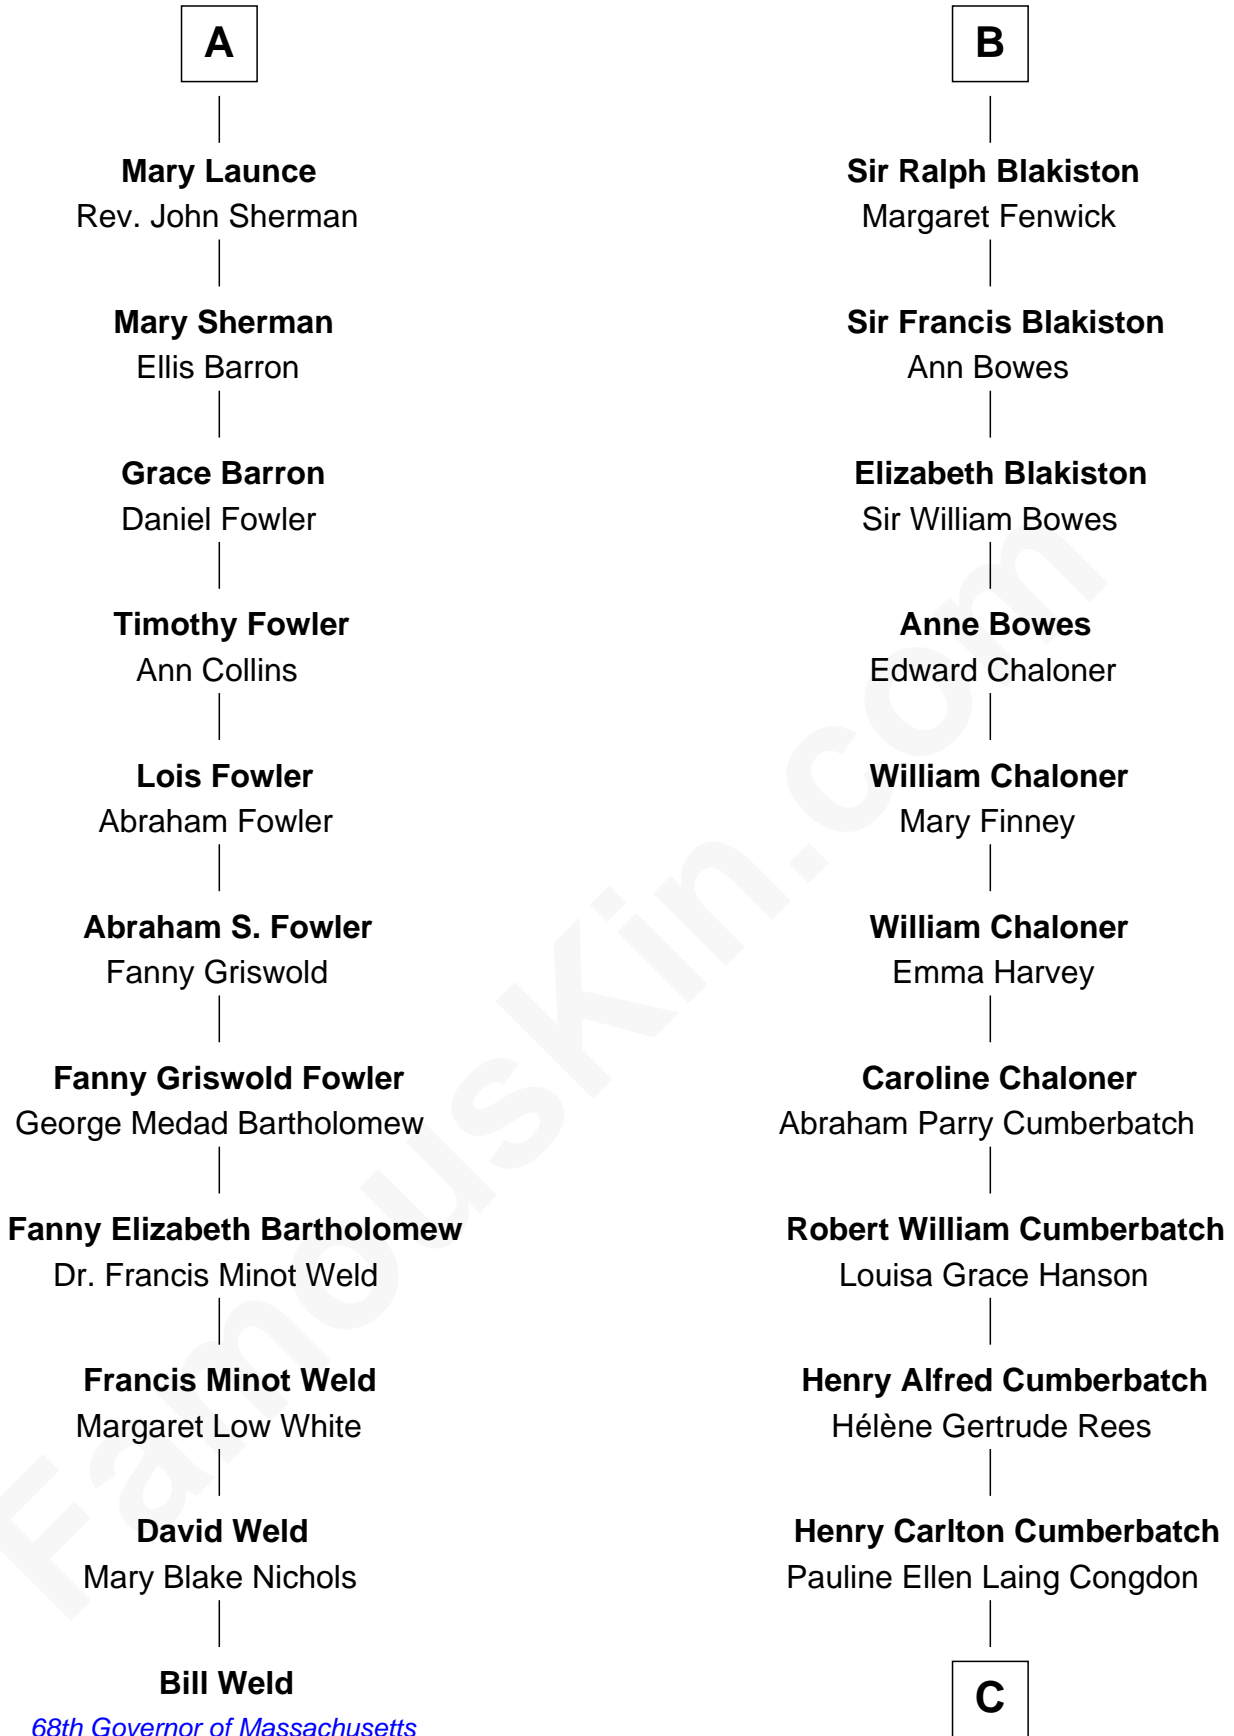 A
Mary Launce
Rev. John Sherman
Mary Sherman
Ellis Barron
Grace Barron
Daniel Fowler
Timothy Fowler
Ann Collins
Lois Fowler
Abraham Fowler
Abraham S. Fowler
Fanny Griswold
Fanny Griswold Fowler
George Medad Bartholomew
Fanny Elizabeth Bartholomew
Dr. Francis Minot Weld
Francis Minot Weld
Margaret Low White
David Weld
Mary Blake Nichols
Bill Weld
68th Governor of Massachusetts
B
Sir Ralph Blakiston
Margaret Fenwick
Sir Francis Blakiston
Ann Bowes
Elizabeth Blakiston
Sir William Bowes
Anne Bowes
Edward Chaloner
William Chaloner
Mary Finney
William Chaloner
Emma Harvey
Caroline Chaloner
Abraham Parry Cumberbatch
Robert William Cumberbatch
Louisa Grace Hanson
Henry Alfred Cumberbatch
Hélène Gertrude Rees
Henry Carlton Cumberbatch
Pauline Ellen Laing Congdon
C
FamousKin.com